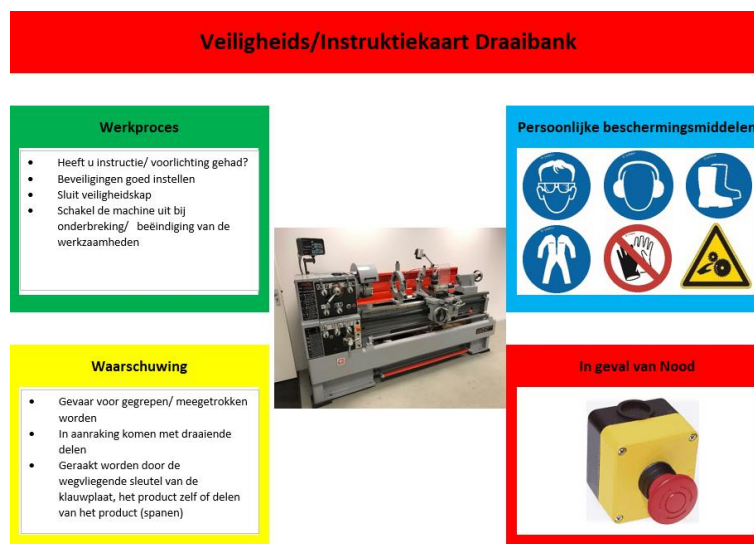 Veiligheids/Instruktiekaart Draaibank
Werkproces
Heeft u instructie/ voorlichting gehad?
Beveiligingen goed instellen
Sluit veiligheidskap
Schakel de machine uit bij
onderbreking/ beëindiging van de
werkzaamheden
Persoonlijke beschermingsmiddelen
Waarschuwing
Gevaar voor gegrepen/ meegetrokken
worden
In aanraking komen met draaiende
delen
Geraakt worden door de
wegvliegende sleutel van de
klauwplaat, het product zelf of delen
van het product (spanen)
In geval van Nood